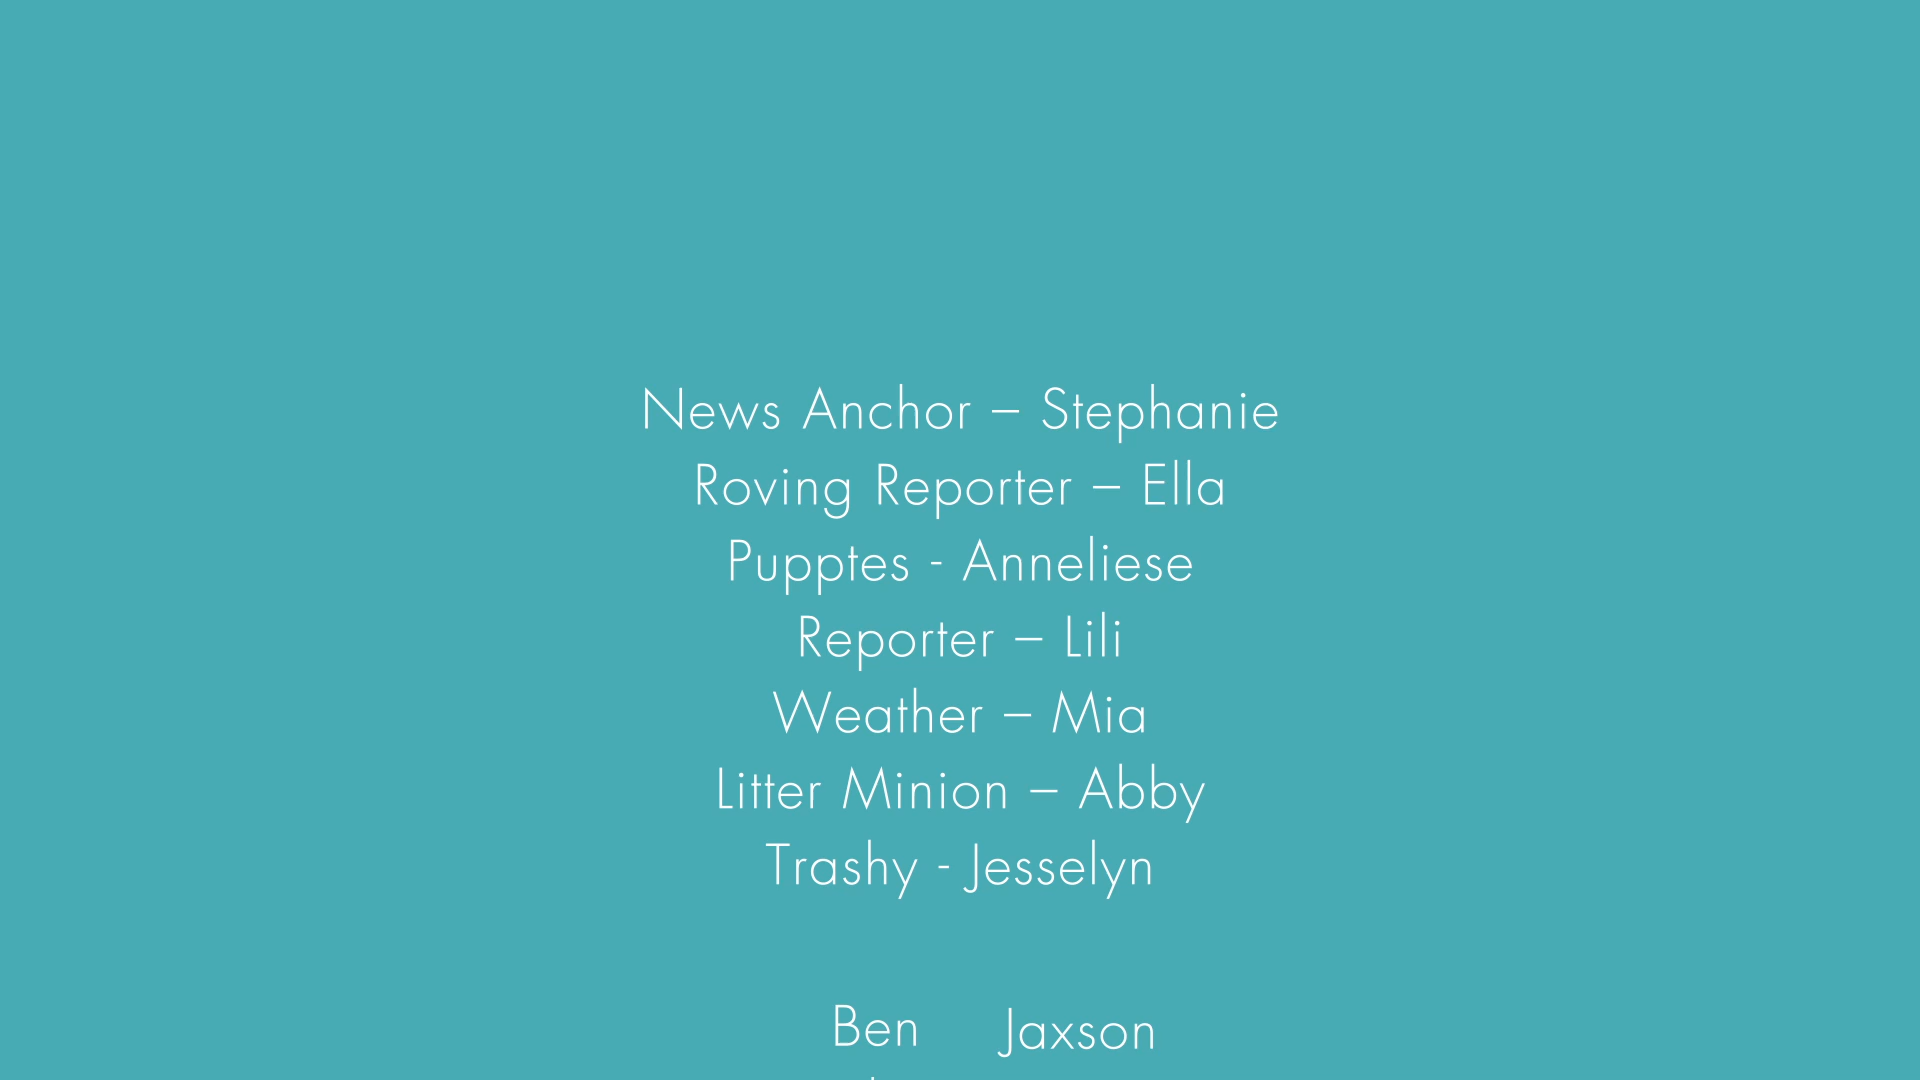 News Anchor – Stephanie
Roving Reporter – Ella
Pupptes - Anneliese
Reporter – Lili
Weather – Mia
Litter Minion – Abby
Trashy - Jesselyn
Ben Jaxson